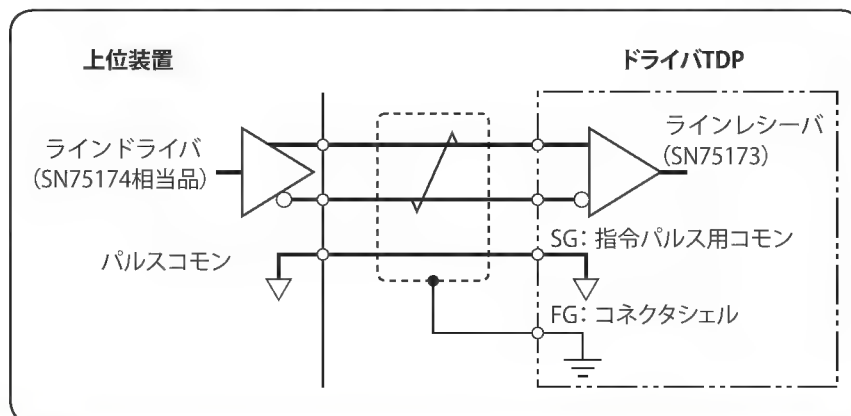 上位装置
ドライバTDP
ラインドライバ
(SN75174相当品)
ラインレシーバ
(SN75173)
パルスコモン
SG：指令パルス用コモン
FG：コネクタシェル